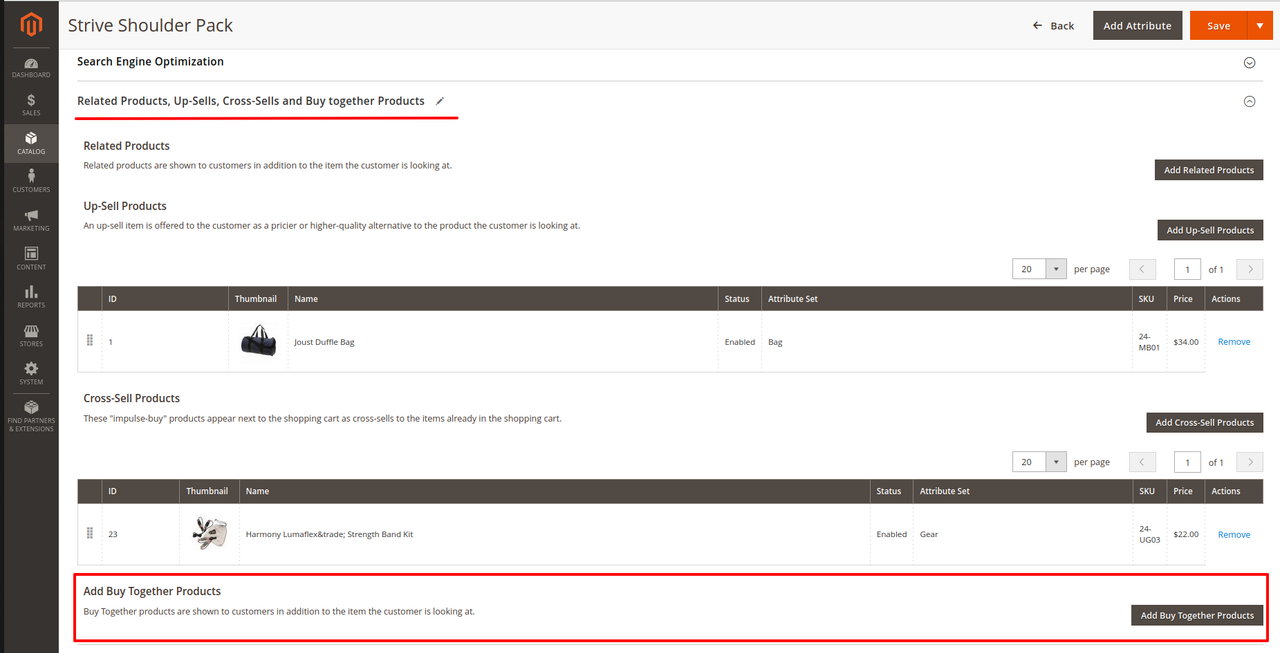 Strive Shoulder Pack
Back
Add Attribute
Save
DASHBOARD
SALES
CATALOG
CUSTOMERS
MARKETING
CONTENT
REPORTS
STORES
SYSTEM
FIND PARTNERS
& EXTENSIONS
Search Engine Optimization
Related Products, Up-Sells, Cross-Sells and Buy together Products
Related Products
Related products are shown to customers in addition to the item the customer is looking at.
Add Related Products
Up-Sell Products
An up-sell item is offered to the customer as a pricier or higher-quality alternative to the product the customer is looking at.
Add Up-Sell Products
20 per page 1 of 1
ID Thumbnail Name Status Attribute Set SKU Price Actions
1 Joust Duffle Bag Enabled Bag 24-MB01 $34.00 Remove
Cross-Sell Products
These "impulse-buy" products appear next to the shopping cart as cross-sells to the items already in the shopping cart.
Add Cross-Sell Products
20 per page 1 of 1
ID Thumbnail Name Status Attribute Set SKU Price Actions
23 Harmony Lumaflex&trade; Strength Band Kit Enabled Gear 24-UG03 $22.00 Remove
Add Buy Together Products
Buy Together products are shown to customers in addition to the item the customer is looking at.
Add Buy Together Products